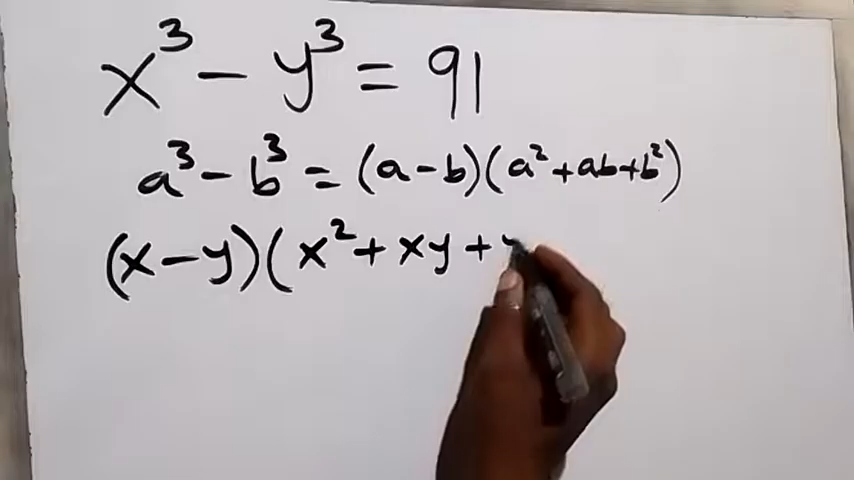 x³ - y³ = 91
a³ - b³ = (a - b)(a² + ab + b²)
(x - y)(x² + xy +